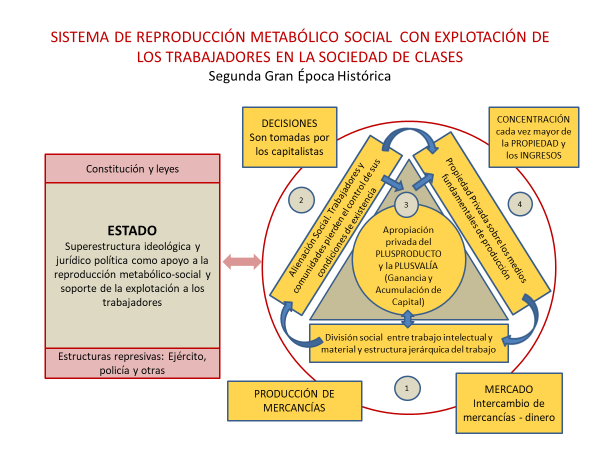 SISTEMA DE REPRODUCCIÓN METABÓLICO SOCIAL CON EXPLOTACIÓN DE
LOS TRABAJADORES EN LA SOCIEDAD DE CLASES
Segunda Gran Época Histórica
Constitución y leyes
ESTADO
Superestructura ideológica y
jurídico política como apoyo a la
reproducción metabólico-social y
soporte de la explotación a los
trabajadores
Estructuras represivas: Ejército,
policía y otras
DECISIONES
Son tomadas por
los capitalistas
CONCENTRACIÓN
cada vez mayor de
la PROPIEDAD y
los INGRESOS
2
Alienación Social. Trabajadores y
comunidades pierden el control de sus
condiciones de existencia
3
Apropiación
privada del
PLUSPRODUCTO
y la PLUSVALÍA
(Ganancia y
Acumulación de
Capital)
Propiedad Privada sobre los medios
fundamentales de producción
4
División social entre trabajo intelectual y
material y estructura jerárquica del trabajo
1
PRODUCCIÓN DE
MERCANCÍAS
MERCADO
Intercambio de
mercancías - dinero